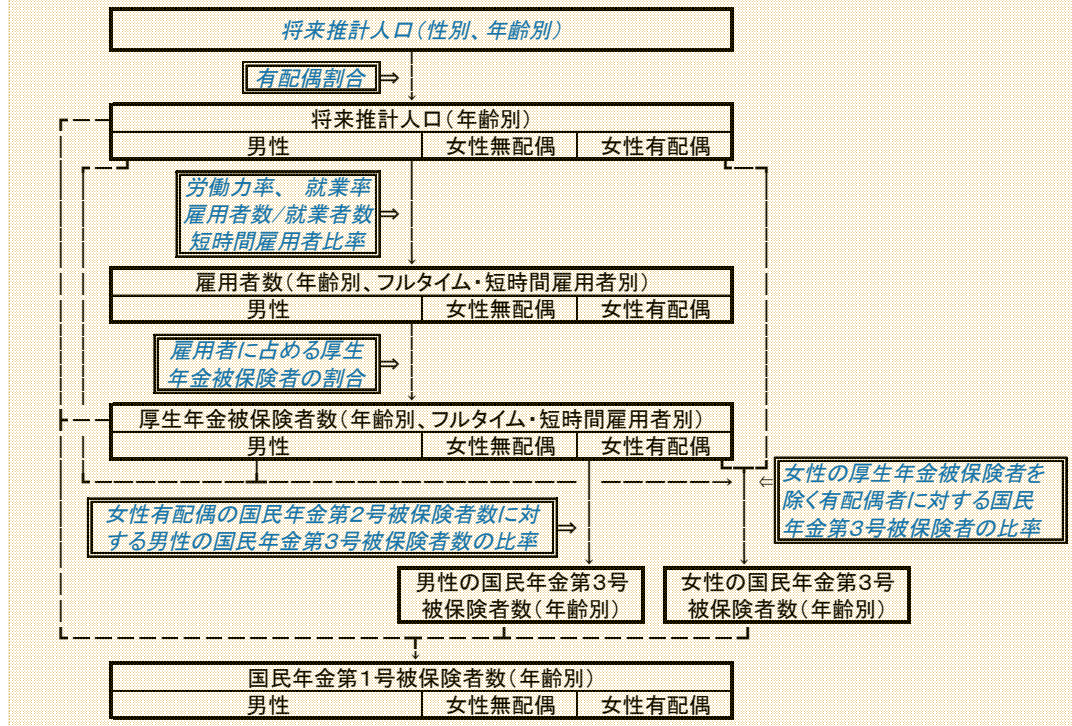 将来推計人口(性別、年齢別)
有配偶割合
⇒
将来推計人口(年齢別)
男性 女性無配偶 女性有配偶
労働力率、 就業率
雇用者数/就業者数
⇒
短時間雇用者比率
雇用者数(年齢別、フルタイム・短時間雇用者別)
男性 女性無配偶 女性有配偶
雇用者に占める厚生
年金被保険者の割合
⇒
厚生年金被保険者数(年齢別、フルタイム・短時間雇用者別)
男性 女性無配偶 女性有配偶
⇐
女性の厚生年金被保険者を
除く有配偶者に対する国民
年金第3号被保険者の比率
女性有配偶の国民年金第2号被保険者数に対
する男性の国民年金第3号被保険者数の比率
⇒
男性の国民年金第3号
被保険者数(年齢別)
女性の国民年金第3号
被保険者数(年齢別)
国民年金第1号被保険者数(年齢別)
男性 女性無配偶 女性有配偶